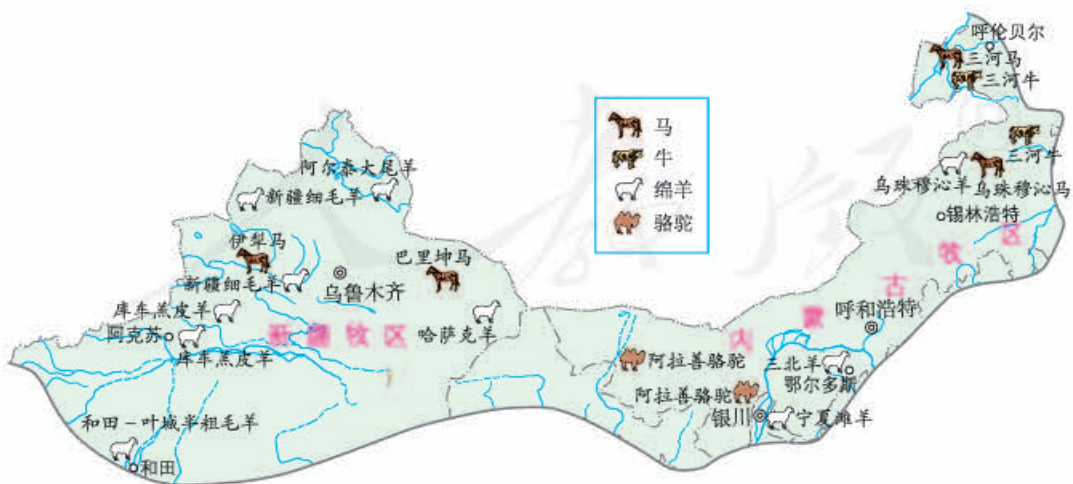 呼伦贝尔
三河马
三河牛
马
牛
绵羊
骆驼
三河牛
乌珠穆沁羊
乌珠穆沁马
锡林浩特
阿尔泰大尾羊
新疆细毛羊
伊犁马
巴里坤马
新疆细毛羊
乌鲁木齐
库车羔皮羊
阿克苏
库车羔皮羊
新疆牧区
哈萨克羊
内蒙古牧区
呼和浩特
阿拉善骆驼
三北羊
鄂尔多斯
阿拉善骆驼
银川
宁夏滩羊
和田-叶城半粗毛羊
和田